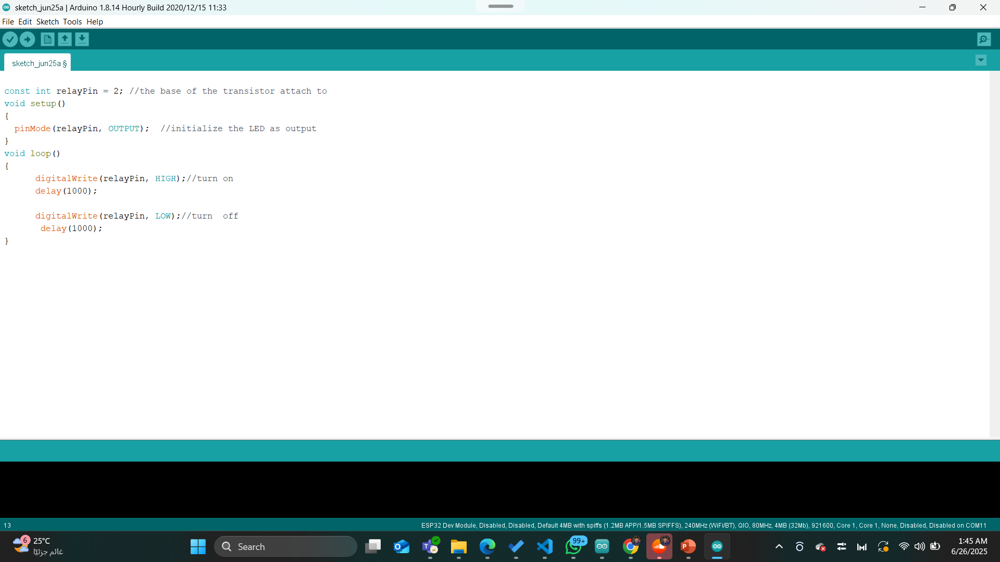 sketch_jun25a | Arduino 1.8.14 Hourly Build 2020/12/15 11:33
File Edit Sketch Tools Help
sketch_jun25a §
const int relayPin = 2; //the base of the transistor attach to
void setup()
{
  pinMode(relayPin, OUTPUT);  //initialize the LED as output
}
void loop()
{
      digitalWrite(relayPin, HIGH);//turn on
      delay(1000);
      digitalWrite(relayPin, LOW);//turn  off
       delay(1000);
}
13
ESP32 Dev Module, Disabled, Disabled, Default 4MB with spiffs (1.2MB APP/1.5MB SPIFFS), 240MHz (WiFi/BT), QIO, 80MHz, 4MB (32Mb), 921600, Core 1, Core 1, None, Disabled, Disabled on COM11
6
25°C
غائم جزئيًا
Search
99+
1:45 AM
6/26/2025